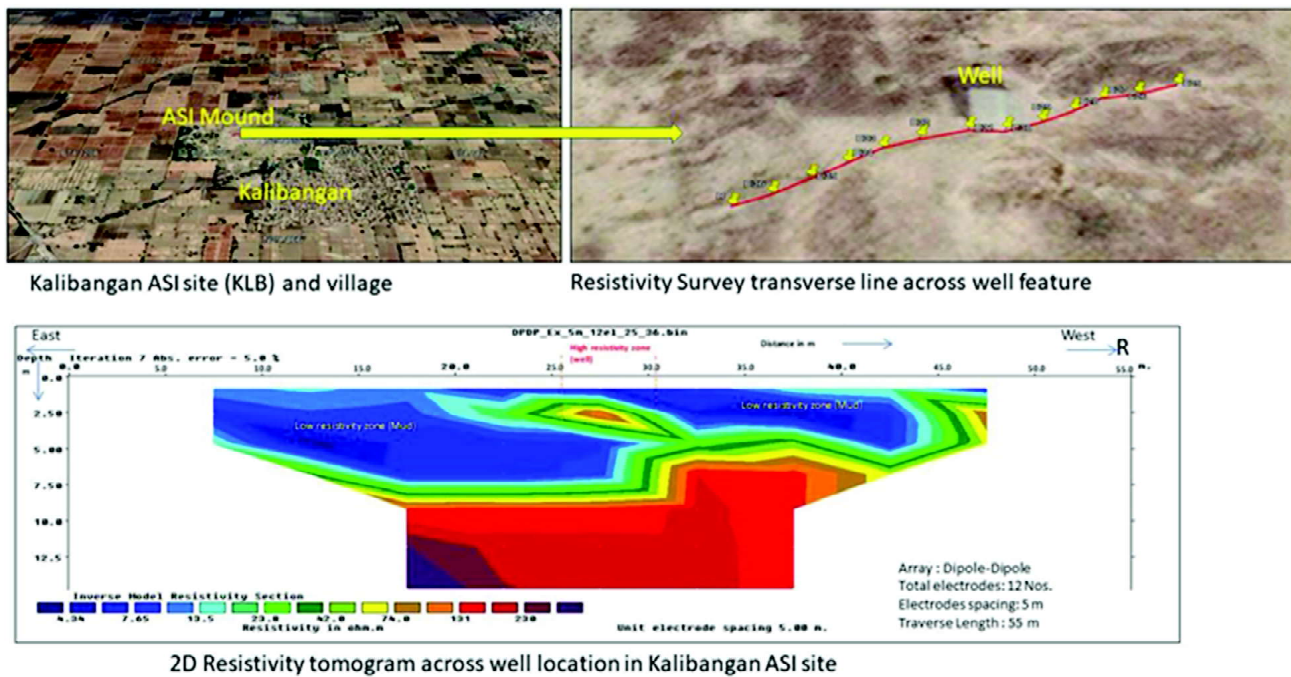 ASI Mound
Kalibangan
Well
Kalibangan ASI site (KLB) and village
Resistivity Survey transverse line across well feature
East
DPDP_Ex_5m_12el_25_36.bin
West
R
Depth Iteration 7 Abs. error = 5.0 %
High resistivity zone
(well)
Distance in m
m
0.0 5.0 10.0 15.0 20.0 25.0 30.0 35.0 40.0 45.0 50.0 55.0 m.
0.0
2.50
5.00
7.50
10.0
12.5
Low resistivity zone (Mud)
Low resistivity zone (Mud)
Inverse Model Resistivity Section
4.34 7.65 13.5 23.8 42.0 74.0 131 230
Resistivity in ohm.m
Unit electrode spacing 5.00 m.
Array : Dipole-Dipole
Total electrodes: 12 Nos.
Electrodes spacing: 5 m
Traverse Length : 55 m
2D Resistivity tomogram across well location in Kalibangan ASI site